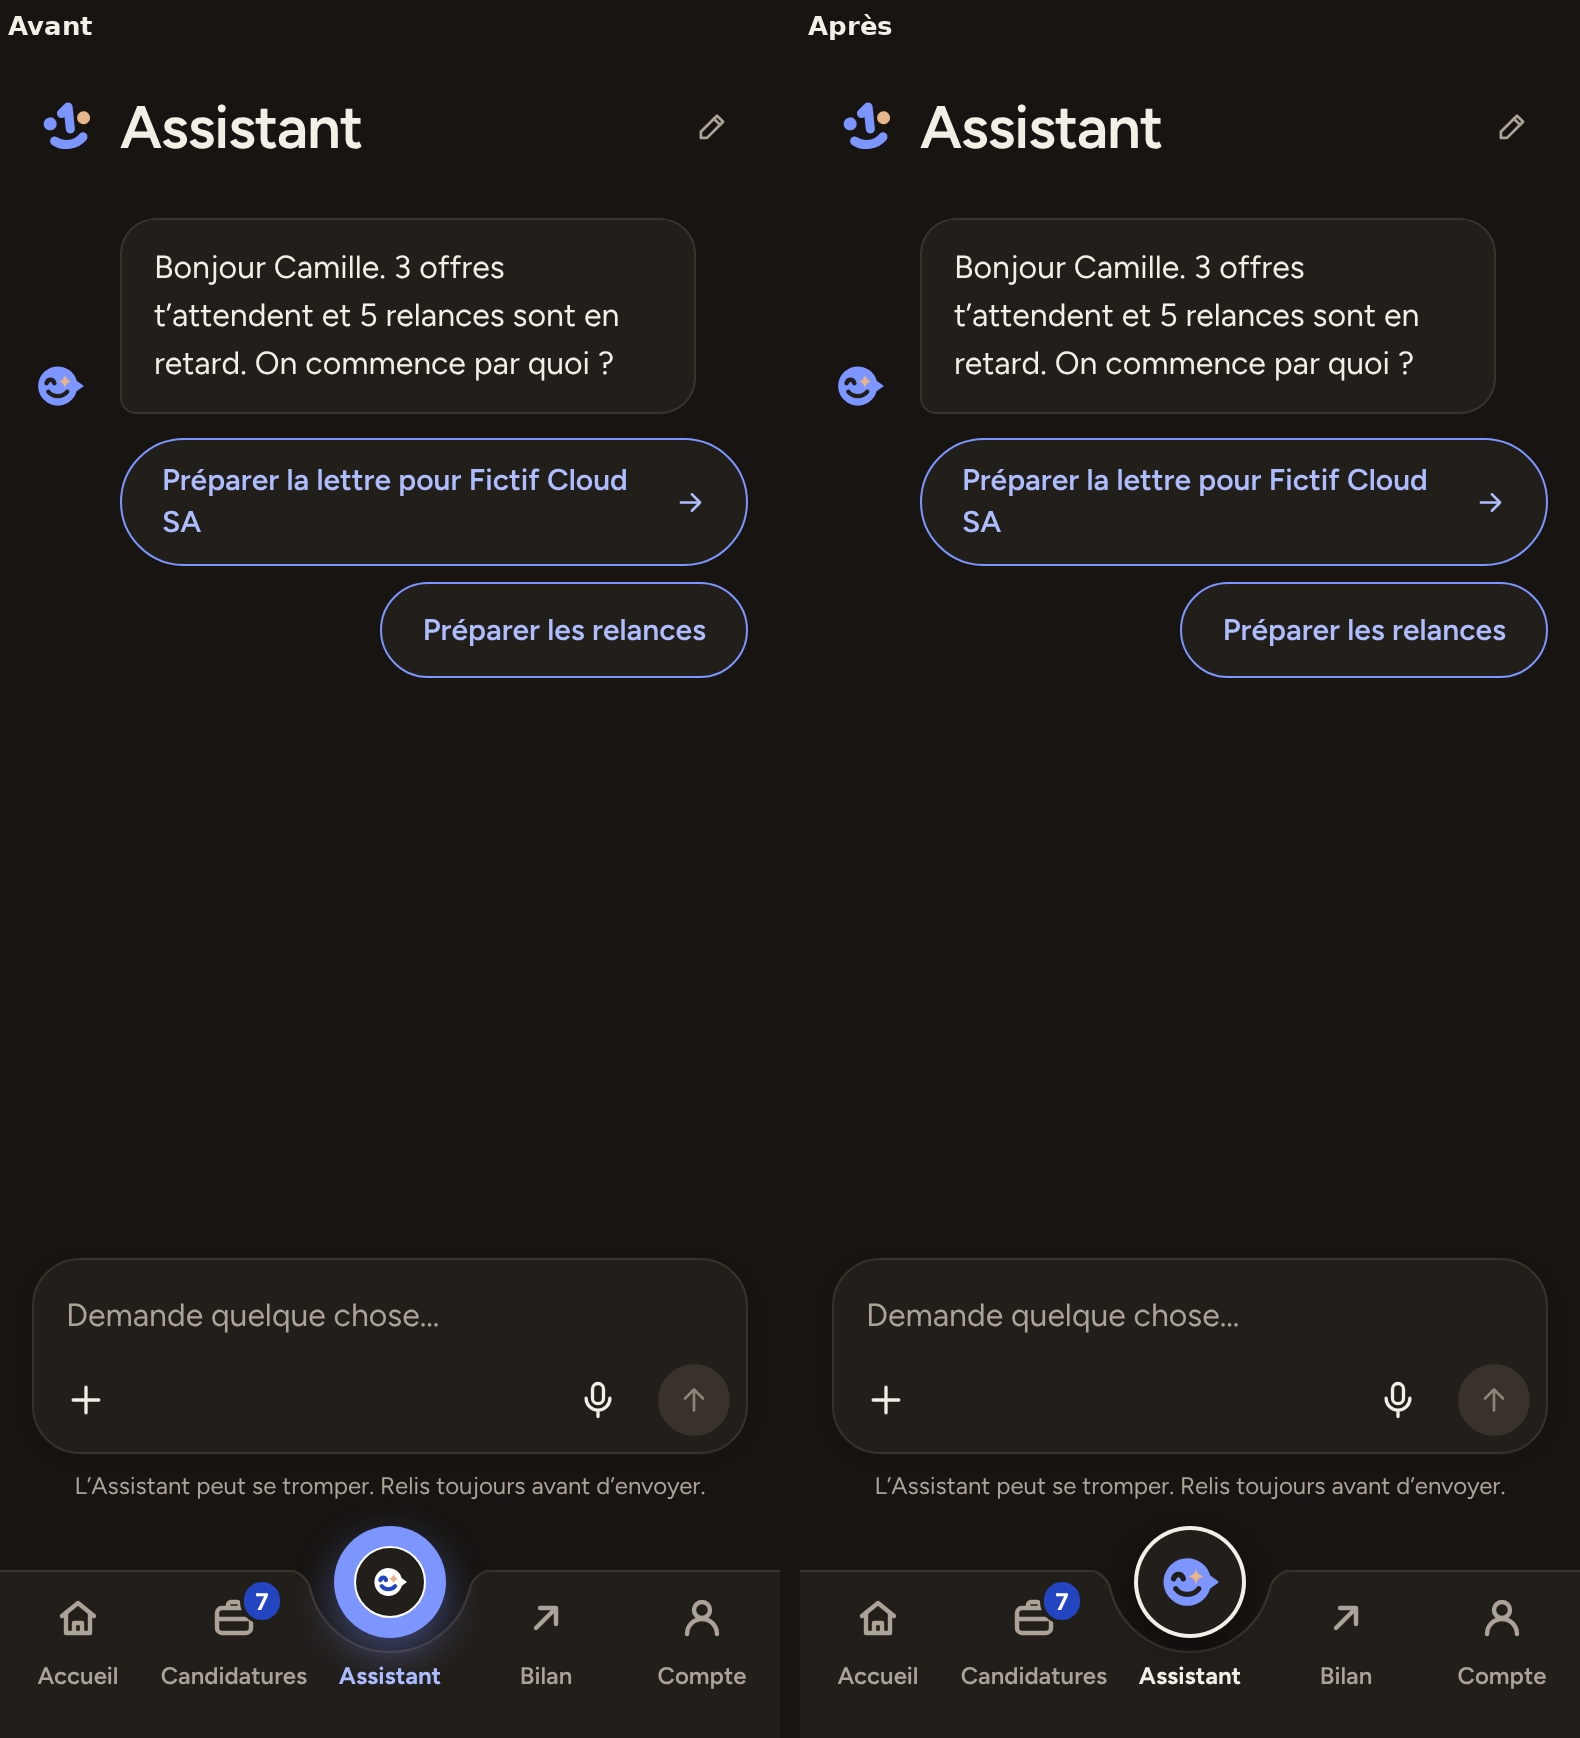 Avant
Assistant
Bonjour Camille. 3 offres
t’attendent et 5 relances sont en
retard. On commence par quoi ?
Préparer la lettre pour Fictif Cloud
SA
Préparer les relances
Demande quelque chose...
L’Assistant peut se tromper. Relis toujours avant d’envoyer.
7
Accueil
Candidatures
Assistant
Bilan
Compte
Après
Assistant
Bonjour Camille. 3 offres
t’attendent et 5 relances sont en
retard. On commence par quoi ?
Préparer la lettre pour Fictif Cloud
SA
Préparer les relances
Demande quelque chose...
L’Assistant peut se tromper. Relis toujours avant d’envoyer.
7
Accueil
Candidatures
Assistant
Bilan
Compte